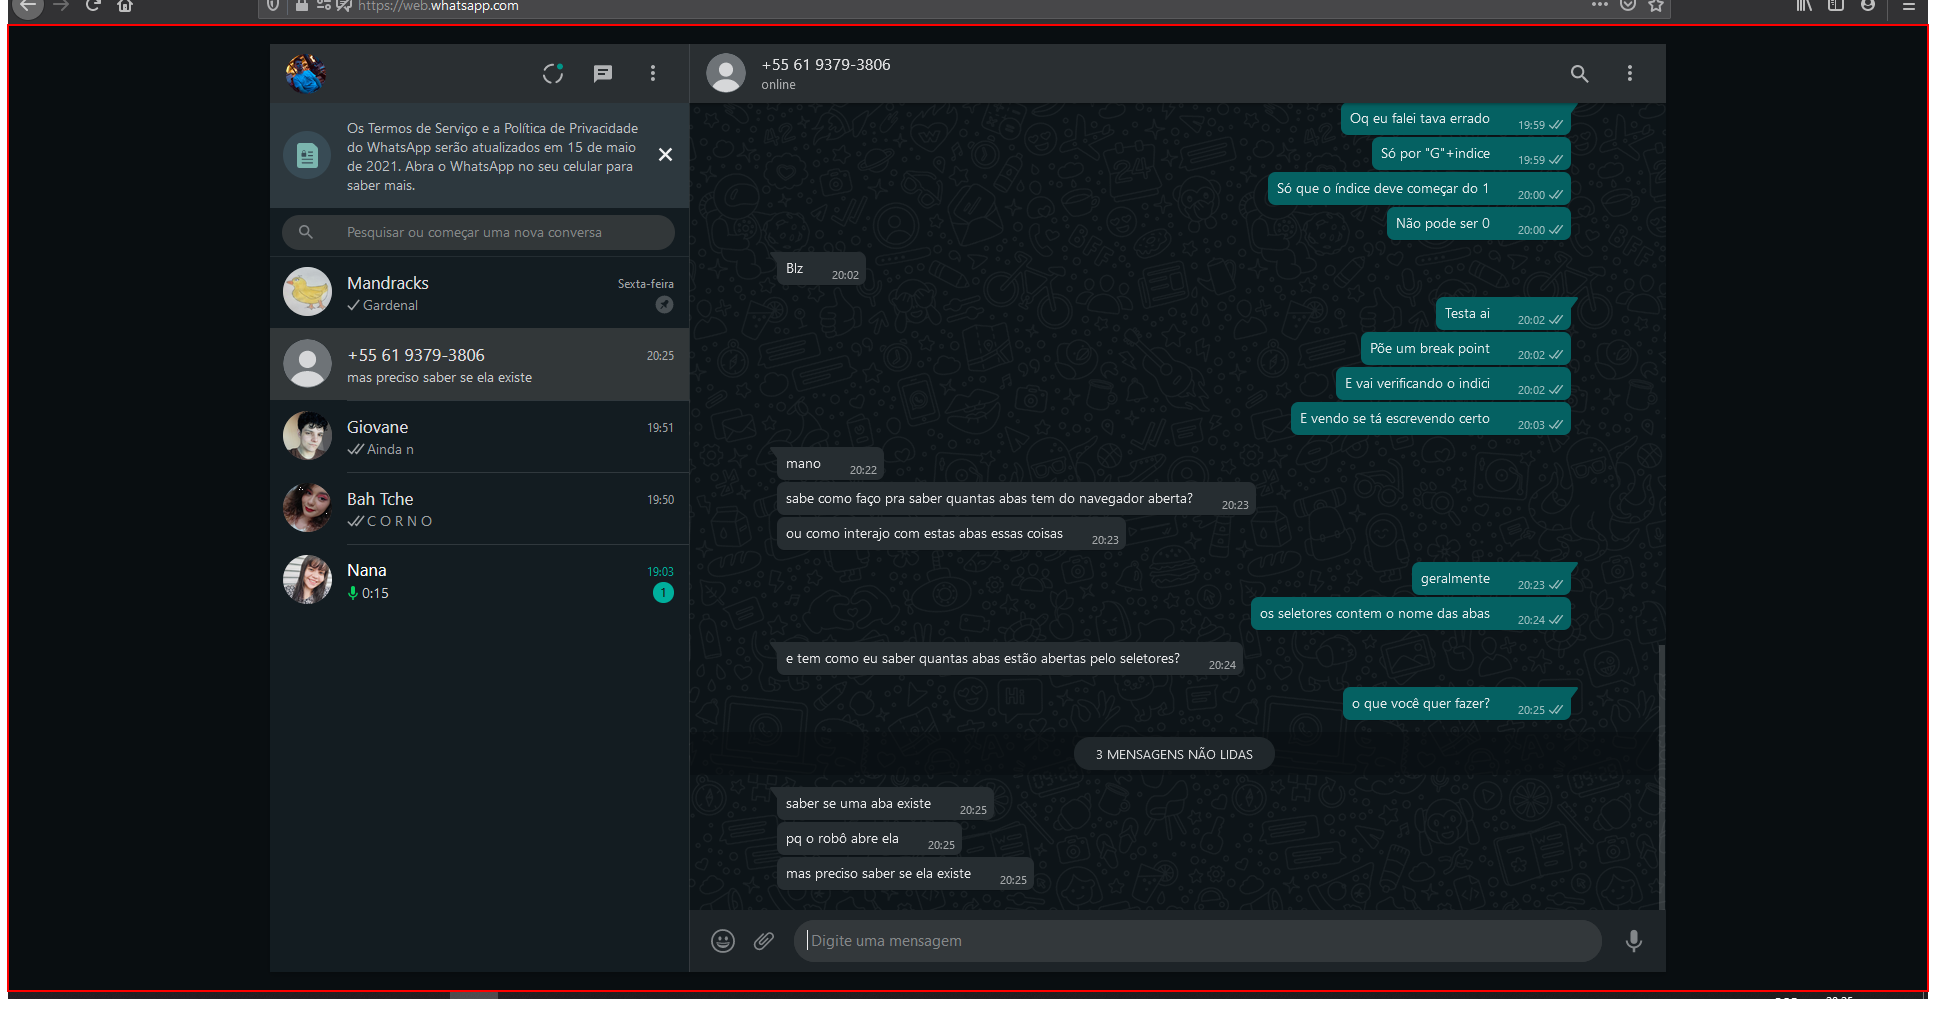 https://web.whatsapp.com
Os Termos de Serviço e a Política de Privacidade
do WhatsApp serão atualizados em 15 de maio
de 2021. Abra o WhatsApp no seu celular para
saber mais.
Pesquisar ou começar uma nova conversa
Mandracks
Sexta-feira
Gardenal
+55 61 9379-3806
20:25
mas preciso saber se ela existe
Giovane
19:51
Ainda n
Bah Tche
19:50
C O R N O
Nana
19:03
0:15
1
+55 61 9379-3806
online
Oq eu falei tava errado 19:59
Só por "G"+indice 19:59
Só que o índice deve começar do 1 20:00
Não pode ser 0 20:00
Blz 20:02
Testa ai 20:02
Põe um break point 20:02
E vai verificando o indici 20:02
E vendo se tá escrevendo certo 20:03
mano 20:22
sabe como faço pra saber quantas abas tem do navegador aberta? 20:23
ou como interajo com estas abas essas coisas 20:23
geralmente 20:23
os seletores contem o nome das abas 20:24
e tem como eu saber quantas abas estão abertas pelo seletores? 20:24
o que você quer fazer? 20:25
3 MENSAGENS NÃO LIDAS
saber se uma aba existe 20:25
pq o robô abre ela 20:25
mas preciso saber se ela existe 20:25
Digite uma mensagem